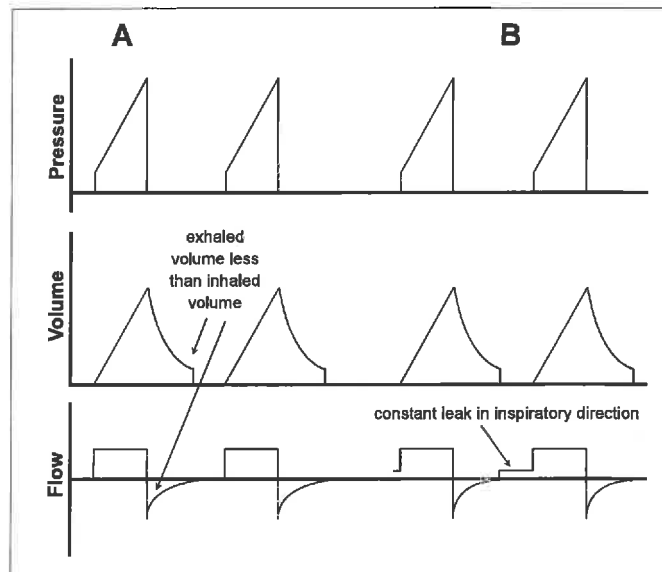 A
B
Pressure
Volume
exhaled
volume less
than inhaled
volume
Flow
constant leak in inspiratory direction